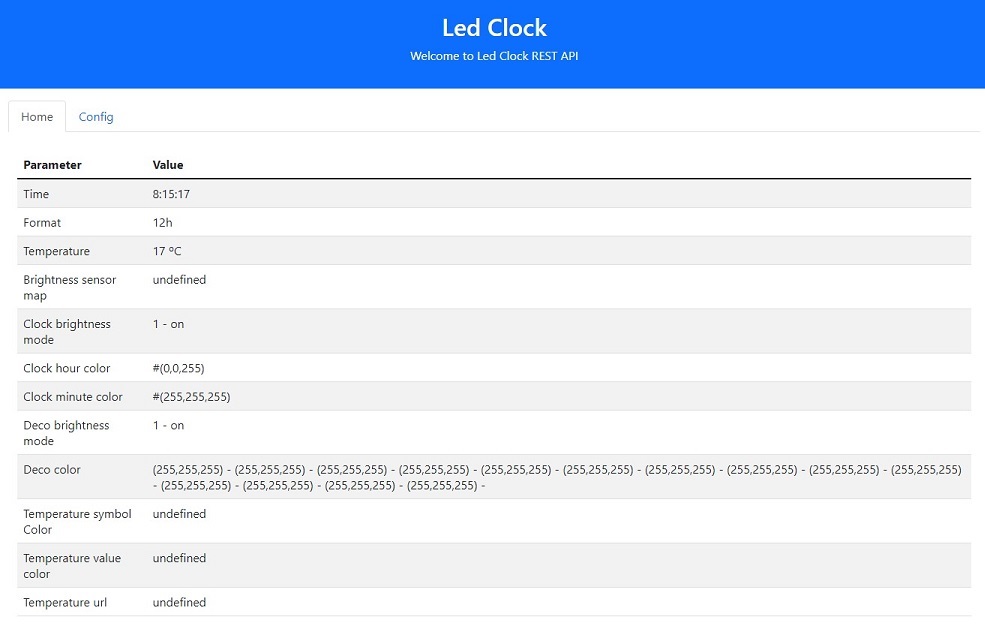 Led Clock
Welcome to Led Clock REST API
Home Config
Parameter Value
Time 8:15:17
Format 12h
Temperature 17 ºC
Brightness sensor undefined
map
Clock brightness 1 - on
mode
Clock hour color #(0,0,255)
Clock minute color #(255,255,255)
Deco brightness 1 - on
mode
Deco color (255,255,255) - (255,255,255) - (255,255,255) - (255,255,255) - (255,255,255) - (255,255,255) - (255,255,255) - (255,255,255) - (255,255,255) - (255,255,255)
- (255,255,255) - (255,255,255) - (255,255,255) - (255,255,255) -
Temperature symbol undefined
Color
Temperature value undefined
color
Temperature url undefined